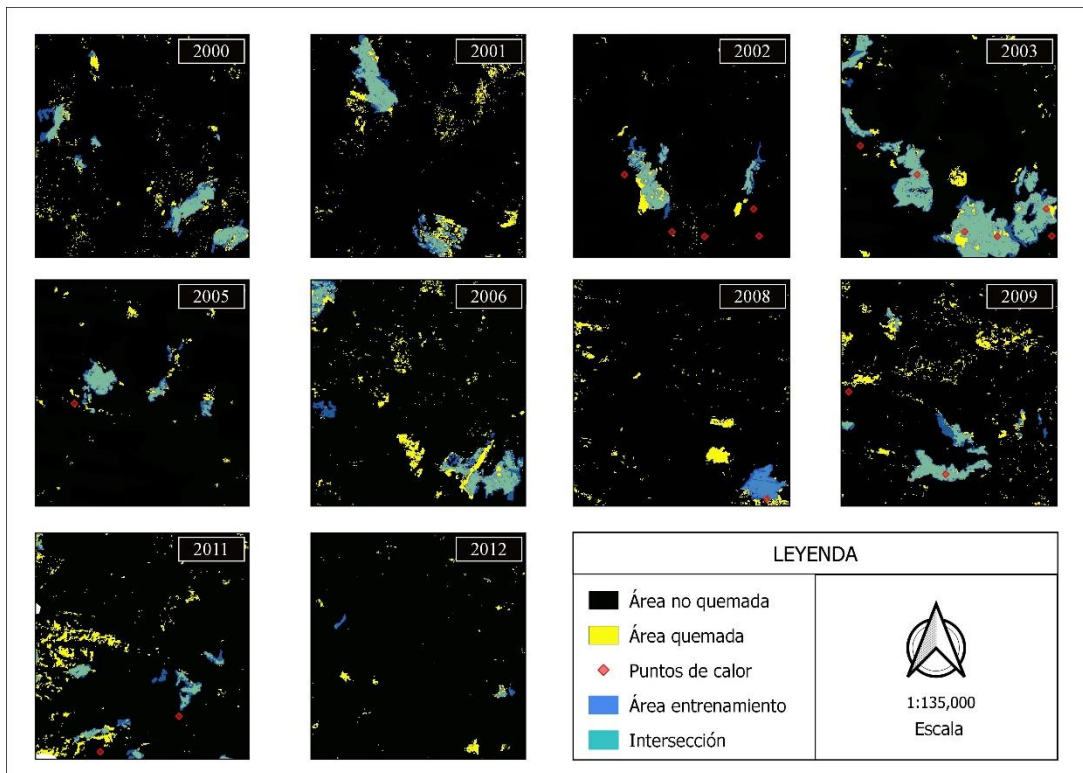 2000
2001
2002
2003
2005
2006
2008
2009
2011
2012
LEYENDA
Área no quemada
Área quemada
Puntos de calor
Área entrenamiento
Intersección
1:135,000
Escala